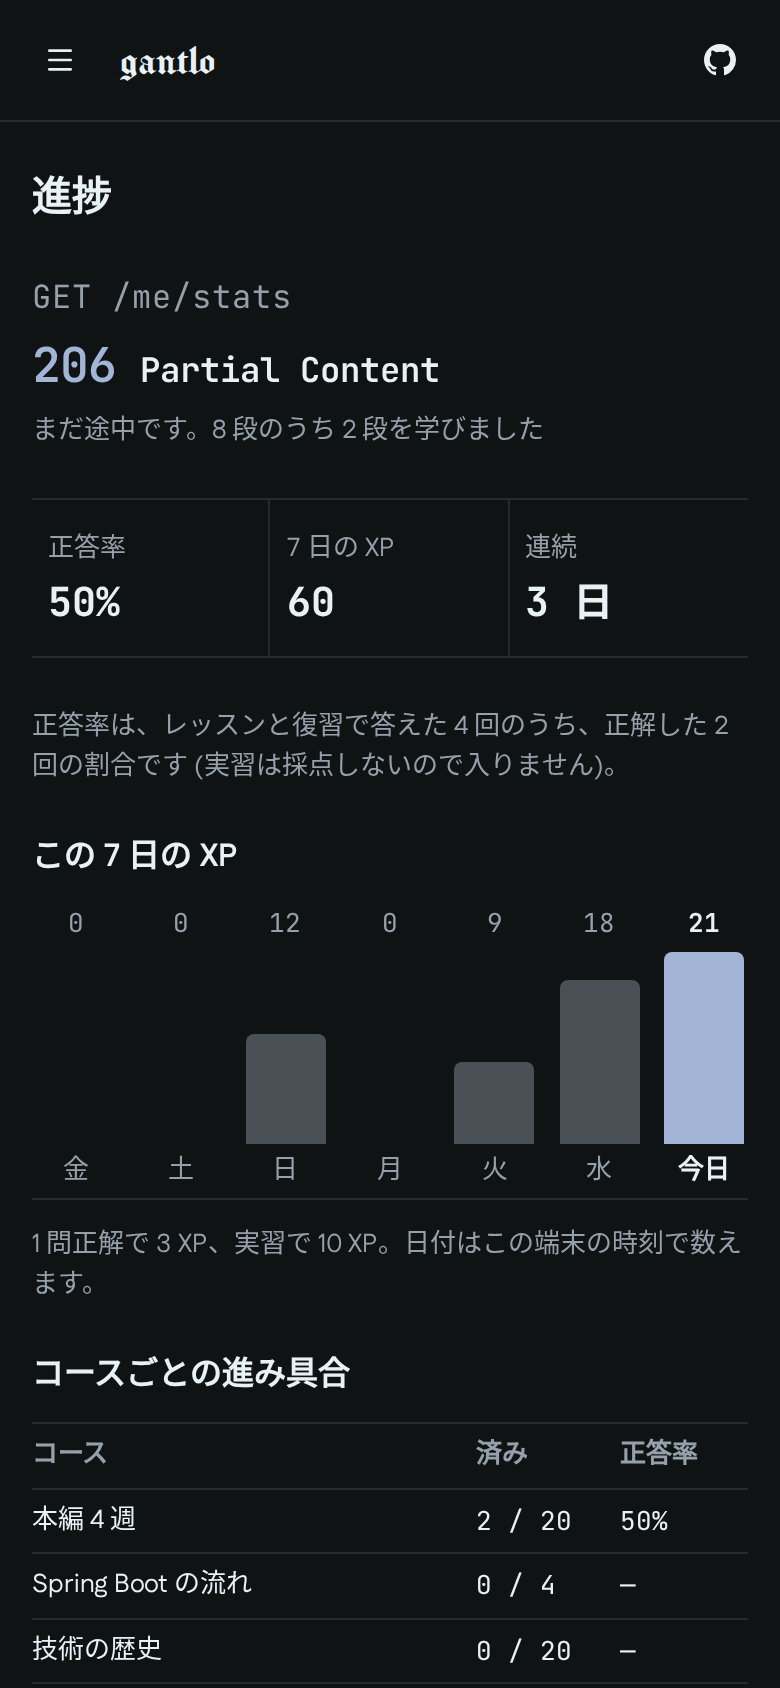 gantlo
進捗
GET /me/stats
206 Partial Content
まだ途中です。8 段のうち 2 段を学びました
正答率 7 日の XP 連続
50% 60 3 日
正答率は、レッスンと復習で答えた 4 回のうち、正解した 2
回の割合です (実習は採点しないので入りません)。
この 7 日の XP
0 0 12 0 9 18 21
金 土 日 月 火 水 今日
1 問正解で 3 XP、実習で 10 XP。日付はこの端末の時刻で数え
ます。
コースごとの進み具合
コース 済み 正答率
本編 4 週 2 / 20 50%
Spring Boot の流れ 0 / 4 —
技術の歴史 0 / 20 —